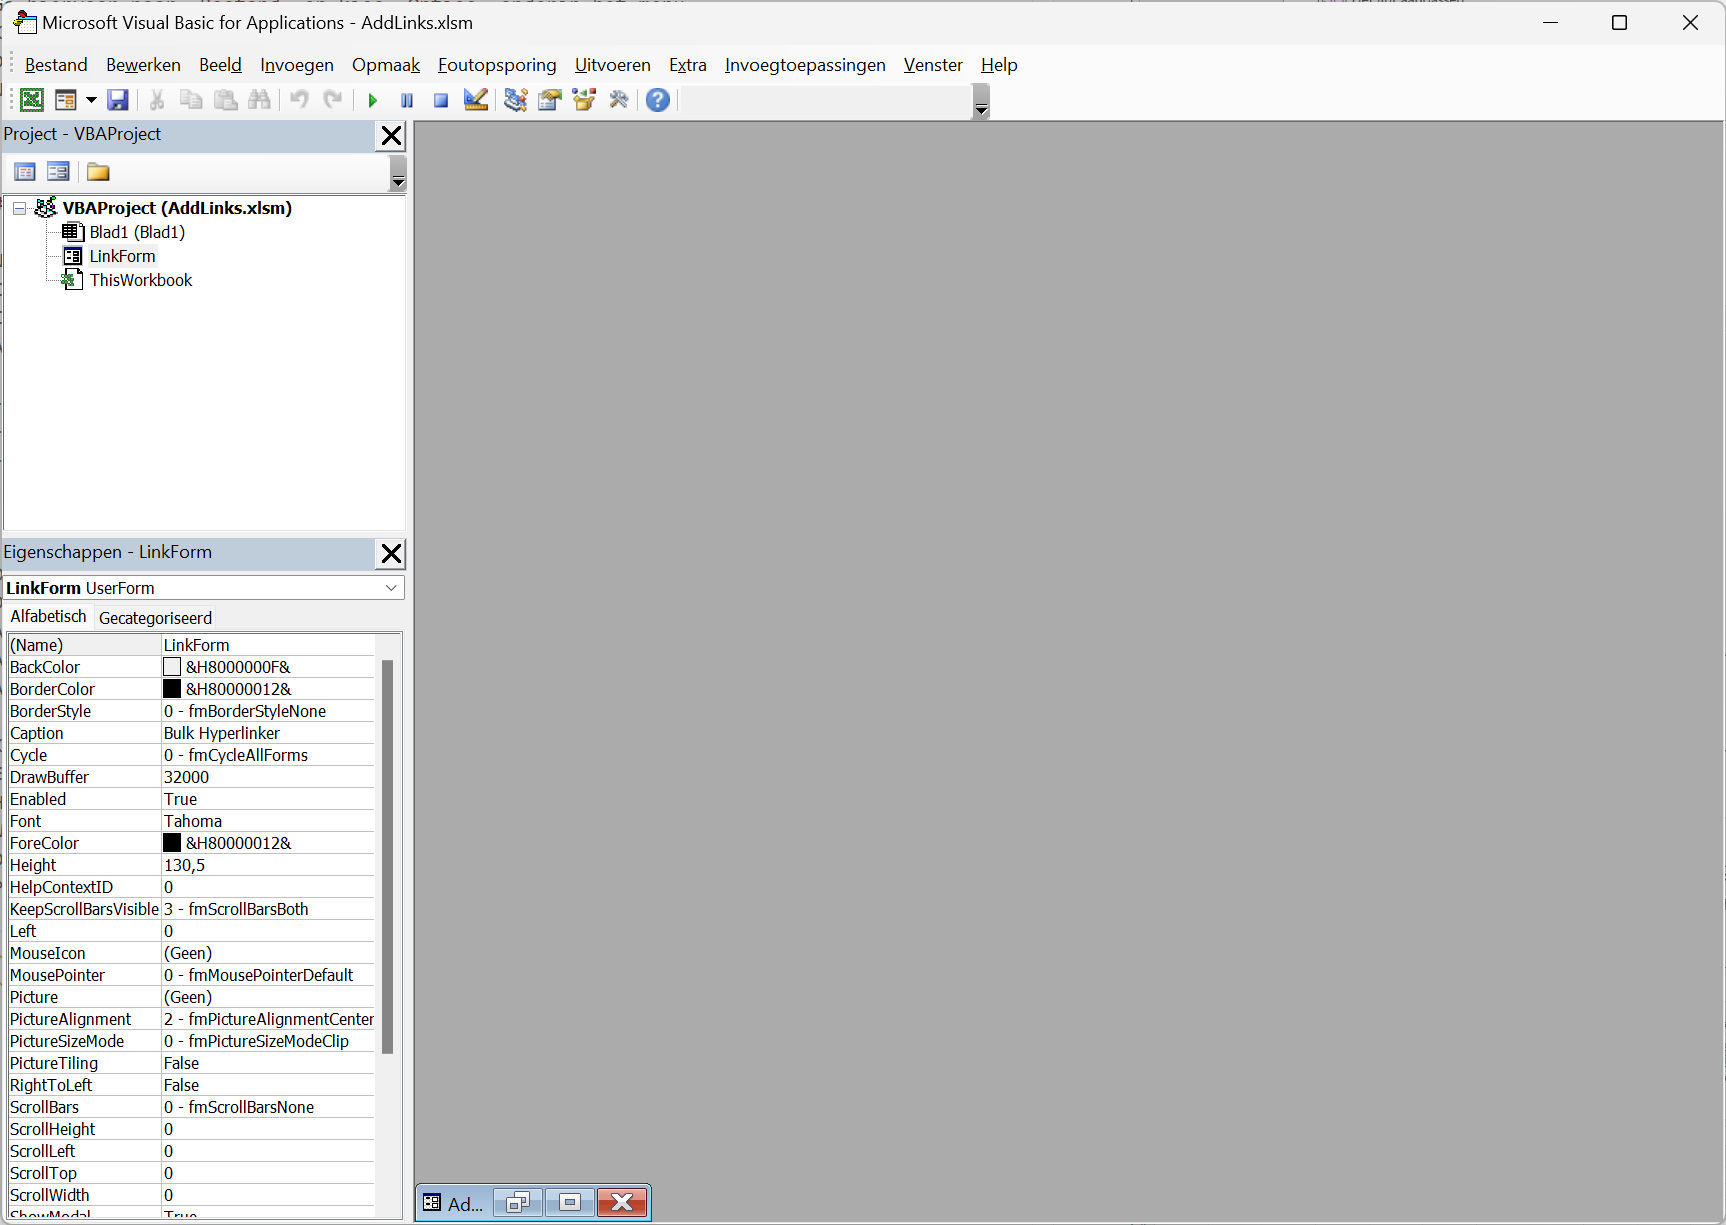 Microsoft Visual Basic for Applications - AddLinks.xlsm
Bestand Bewerken Beeld Invoegen Opmaak Foutopsporing Uitvoeren Extra Invoegtoepassingen Venster Help
Project - VBAProject
VBAProject (AddLinks.xlsm)
Blad1 (Blad1)
LinkForm
ThisWorkbook
Eigenschappen - LinkForm
LinkForm UserForm
Alfabetisch Gecategoriseerd
(Name) LinkForm
BackColor &H8000000F&
BorderColor &H80000012&
BorderStyle 0 - fmBorderStyleNone
Caption Bulk Hyperlinker
Cycle 0 - fmCycleAllForms
DrawBuffer 32000
Enabled True
Font Tahoma
ForeColor &H80000012&
Height 130,5
HelpContextID 0
KeepScrollBarsVisible 3 - fmScrollBarsBoth
Left 0
MouseIcon (Geen)
MousePointer 0 - fmMousePointerDefault
Picture (Geen)
PictureAlignment 2 - fmPictureAlignmentCenter
PictureSizeMode 0 - fmPictureSizeModeClip
PictureTiling False
RightToLeft False
ScrollBars 0 - fmScrollBarsNone
ScrollHeight 0
ScrollLeft 0
ScrollTop 0
ScrollWidth 0
ShowModal True
Ad...